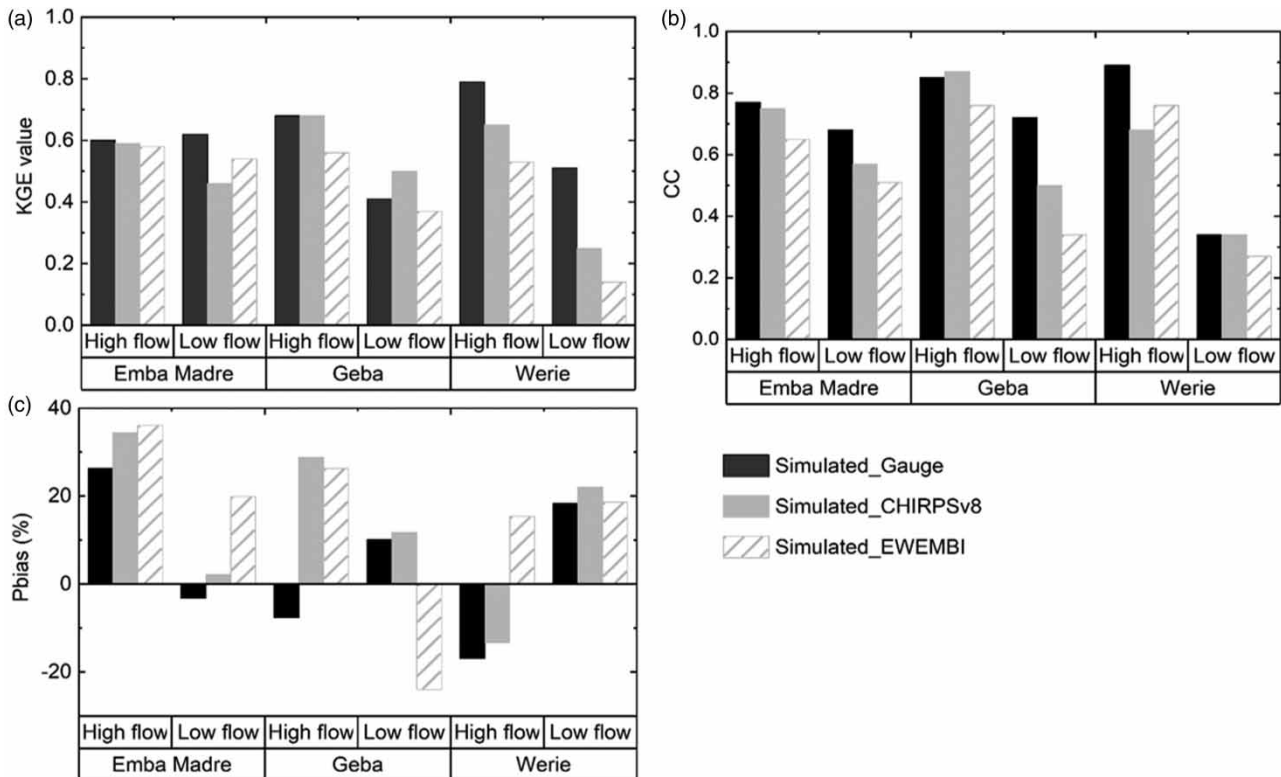 (a)
KGE value
1.0
0.8
0.6
0.4
0.2
0.0
High flow Low flow High flow Low flow High flow Low flow
Emba Madre Geba Werie
(b)
CC
1.0
0.8
0.6
0.4
0.2
0.0
High flow Low flow High flow Low flow High flow Low flow
Emba Madre Geba Werie
(c)
Pbias (%)
40
20
0
-20
High flow Low flow High flow Low flow High flow Low flow
Emba Madre Geba Werie
Simulated_Gauge
Simulated_CHIRPSv8
Simulated_EWEMBI